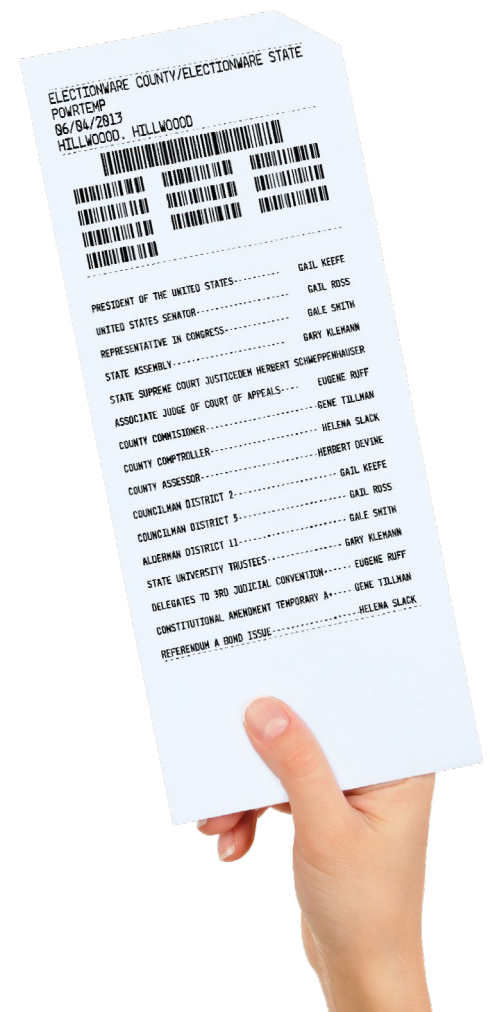 ELECTIONWARE COUNTY/ELECTIONWARE STATE
POWRTEMP
06/04/2013
HILLWOOOD, HILLWOOOD
PRESIDENT OF THE UNITED STATES--------- GAIL KEEFE
UNITED STATES SENATOR----------------- GAIL ROSS
REPRESENTATIVE IN CONGRESS----------- GALE SMITH
STATE ASSEMBLY--------------------- GARY KLEMANN
STATE SUPREME COURT JUSTICEDEM HERBERT SCHWEPPENHAUSER
ASSOCIATE JUDGE OF COURT OF APPEALS---- EUGENE RUFF
COUNTY COMMISIONER---------------------GENE TILLMAN
COUNTY COMPTROLLER-------------------- HELENA SLACK
COUNTY ASSESSOR---------------------HERBERT DEVINE
COUNCILMAN DISTRICT 2------------------- GAIL KEEFE
COUNCILMAN DISTRICT 3-------------------- GAIL ROSS
ALDERMAN DISTRICT 11-------------------- GALE SMITH
STATE UNIVERSITY TRUSTEES-------------- GARY KLEMANN
DELEGATES TO 3RD JUDICIAL CONVENTION----- EUGENE RUFF
CONSTITUTIONAL AMENDMENT TEMPORARY A----- GENE TILLMAN
REFERENDUM A BOND ISSUE-----------------HELENA SLACK